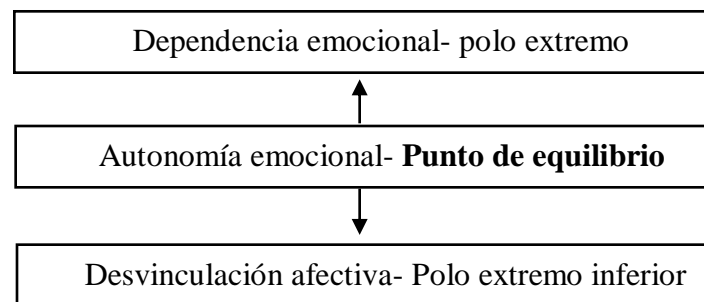 Dependencia emocional- polo extremo
Autonomía emocional- Punto de equilibrio
Desvinculación afectiva- Polo extremo inferior